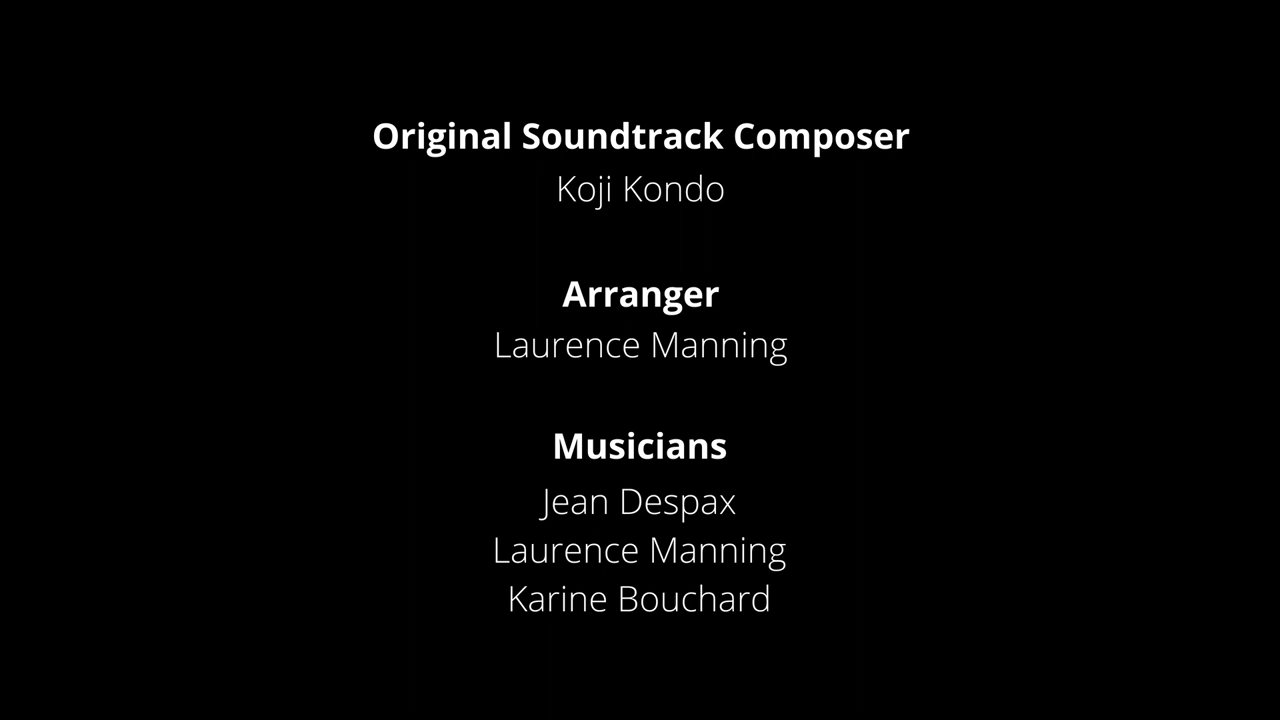 Original Soundtrack Composer
Koji Kondo
Arranger
Laurence Manning
Musicians
Jean Despax
Laurence Manning
Karine Bouchard